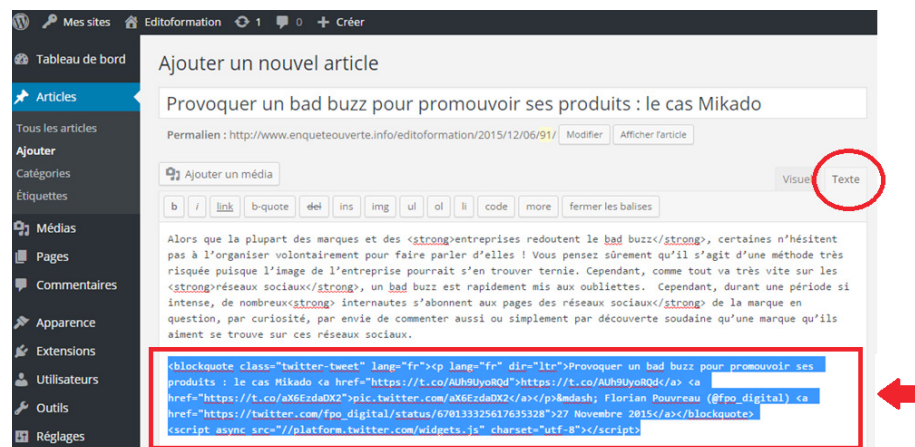 Mes sites Editoformation 1 0 + Créer
Tableau de bord
Articles
Tous les articles
Ajouter
Catégories
Étiquettes
Médias
Pages
Commentaires
Apparence
Extensions
Utilisateurs
Outils
Réglages
Ajouter un nouvel article
Provoquer un bad buzz pour promouvoir ses produits : le cas Mikado
Permalien : http://www.enqueteouverte.info/editoformation/2015/12/06/91/ Modifier Afficher l'article
Ajouter un média
Visuel Texte
b i link b-quote del ins img ul ol li code more fermer les balises
Alors que la plupart des marques et des <strong>entreprises redoutent le bad buzz</strong>, certaines n'hésitent
pas à l'organiser volontairement pour faire parler d'elles ! Vous pensez sûrement qu'il s'agit d'une méthode très
risquée puisque l'image de l'entreprise pourrait s'en trouver ternie. Cependant, comme tout va très vite sur les
<strong>réseaux sociaux</strong>, un bad buzz est rapidement mis aux oubliettes.  Cependant, durant une période si
intense, de nombreux<strong> internautes s'abonnent aux pages des réseaux sociaux</strong> de la marque en
question, par curiosité, par envie de commenter aussi ou simplement par découverte soudaine qu'une marque qu'ils
aiment se trouve sur ces réseaux sociaux.
<blockquote class="twitter-tweet" lang="fr"><p lang="fr" dir="ltr">Provoquer un bad buzz pour promouvoir ses
produits : le cas Mikado <a href="https://t.co/AUh9UyoRQd">https://t.co/AUh9UyoRQd</a> <a
href="https://t.co/aX6EzdaDX2">pic.twitter.com/aX6EzdaDX2</a></p>&mdash; Florian Pouvreau (@fpo_digital) <a
href="https://twitter.com/fpo_digital/status/670133325617635328">27 Novembre 2015</a></blockquote>
<script async src="//platform.twitter.com/widgets.js" charset="utf-8"></script>